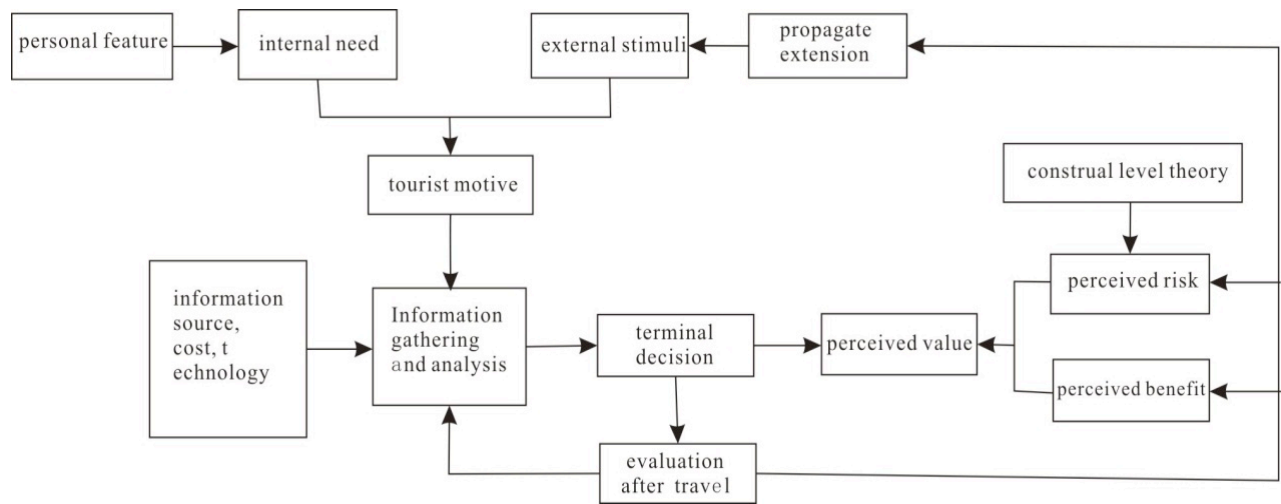 personal feature
internal need
external stimuli
propagate
extension
tourist motive
construal level theory
information
source,
cost, t
echnology
Information
gathering
and analysis
terminal
decision
perceived value
perceived risk
perceived benefit
evaluation
after travel